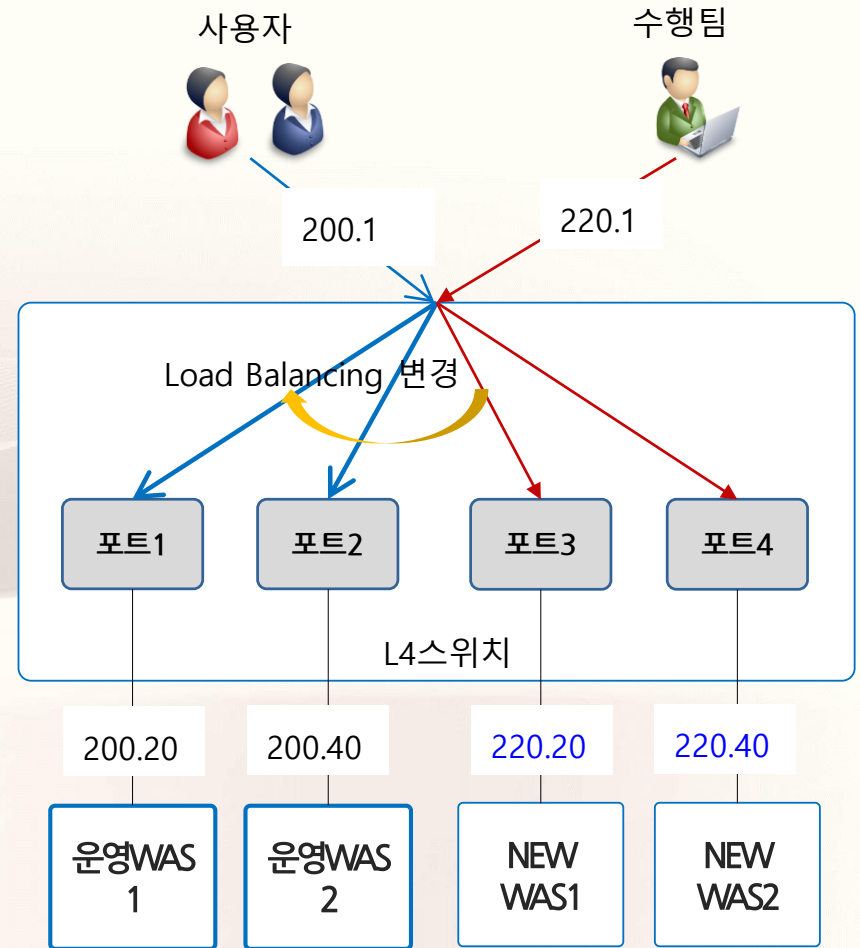 사용자
수행팀
200.1
220.1
Load Balancing 변경
포트1
포트2
포트3
포트4
L4스위치
200.20
200.40
220.20
220.40
운영WAS
1
운영WAS
2
NEW
WAS1
NEW
WAS2